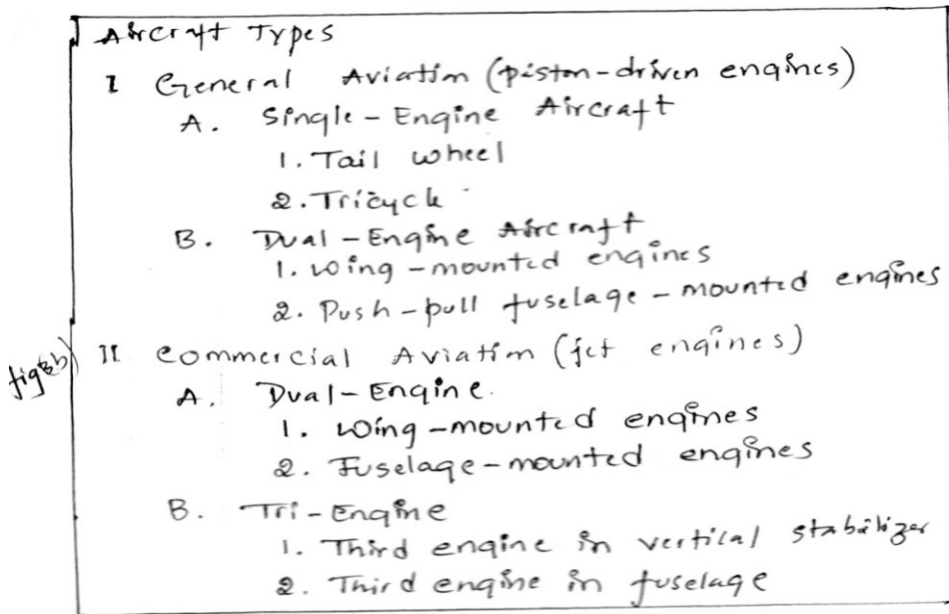 Aircraft Types
I General Aviation (piston-driven engines)
A. Single-Engine Aircraft
1. Tail wheel
2. Tricycle
B. Dual-Engine Aircraft
1. Wing-mounted engines
2. Push-pull fuselage-mounted engines
fig 3b) II Commercial Aviation (jet engines)
A. Dual-Engine.
1. Wing-mounted engines
2. Fuselage-mounted engines
B. Tri-Engine
1. Third engine in vertical stabilizer
2. Third engine in fuselage